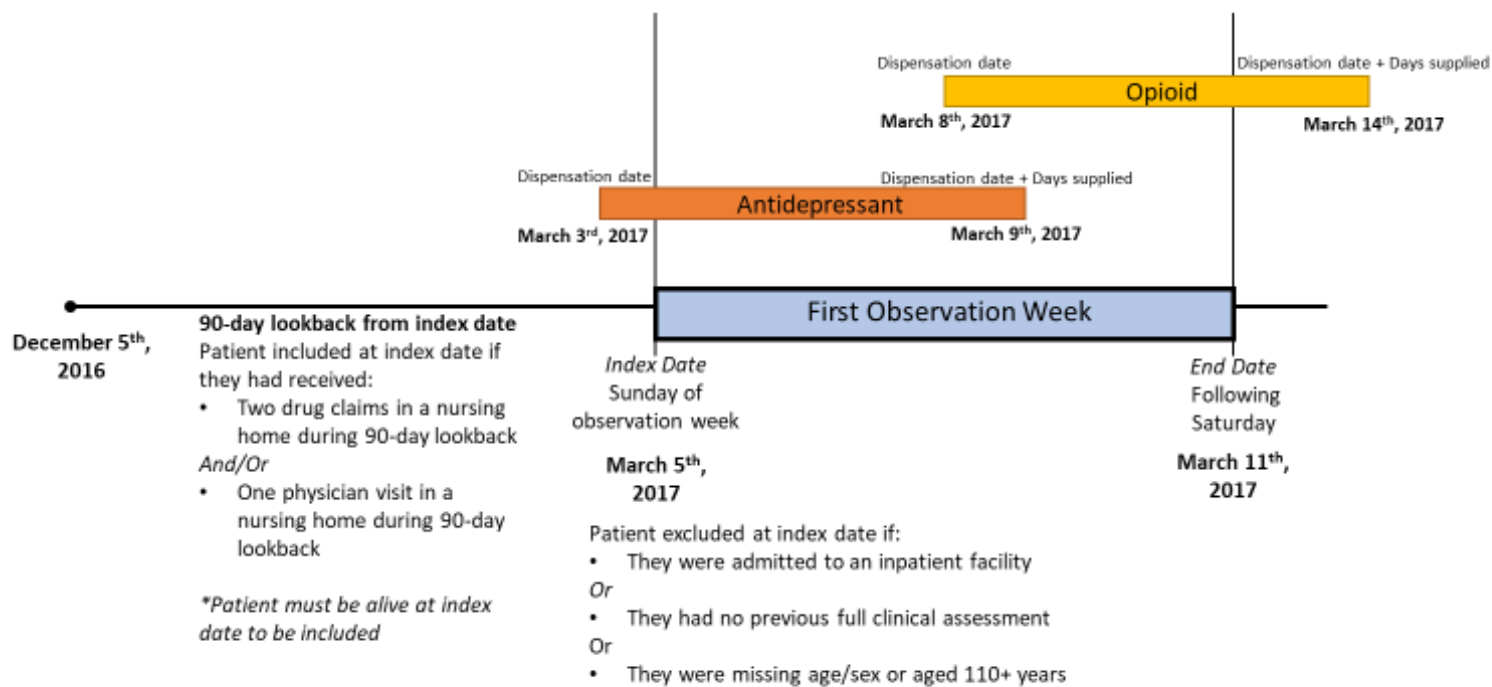 Dispensation date
Dispensation date + Days supplied
Opioid
March 8th, 2017
March 14th, 2017
Dispensation date
Dispensation date + Days supplied
Antidepressant
March 3rd, 2017
March 9th, 2017
First Observation Week
December 5th,
2016
90-day lookback from index date
Patient included at index date if
they had received:
• Two drug claims in a nursing
home during 90-day lookback
And/Or
• One physician visit in a
nursing home during 90-day
lookback
*Patient must be alive at index
date to be included
Index Date
Sunday of
observation week
March 5th,
2017
End Date
Following
Saturday
March 11th,
2017
Patient excluded at index date if:
• They were admitted to an inpatient facility
Or
• They had no previous full clinical assessment
Or
• They were missing age/sex or aged 110+ years